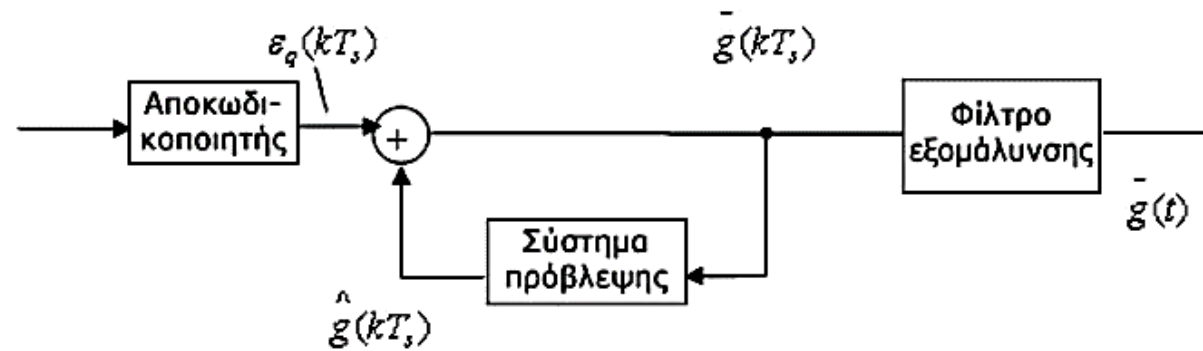 ε_q(kT_s)
g̅(kT_s)
Αποκωδι-
κοποιητής
+
Φίλτρο
εξομάλυνσης
g̅(t)
Σύστημα
πρόβλεψης
ĝ(kT_s)